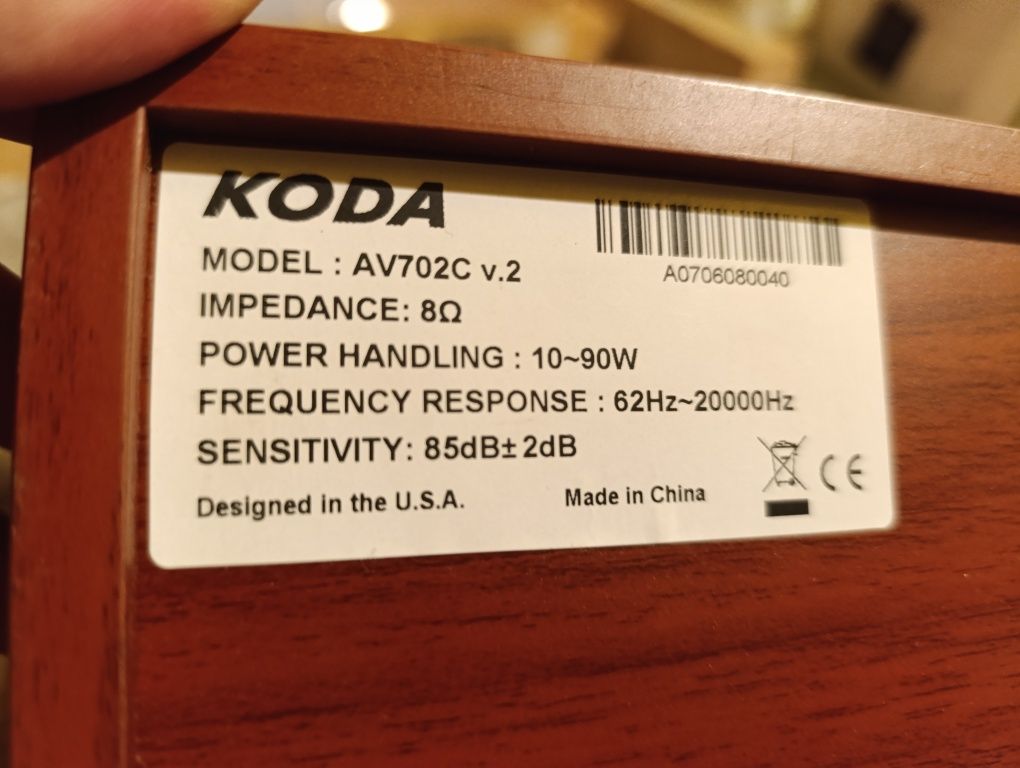 KODA
A0706080040
MODEL : AV702C v.2
IMPEDANCE: 8Ω
POWER HANDLING : 10~90W
FREQUENCY RESPONSE : 62Hz~20000Hz
SENSITIVITY: 85dB±2dB
CE
Designed in the U.S.A. Made in China